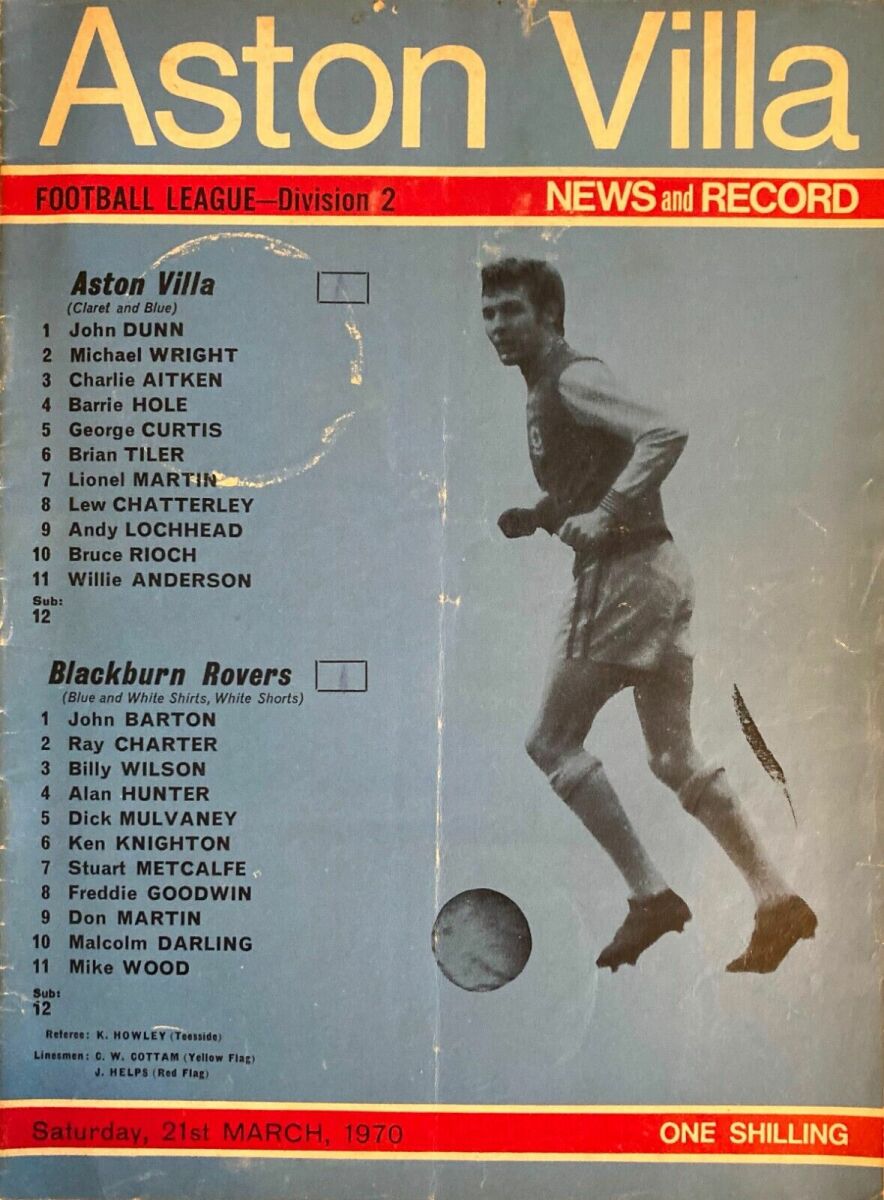 Aston Villa
FOOTBALL LEAGUE—Division 2 NEWS and RECORD
Aston Villa
(Claret and Blue)
1 John DUNN
2 Michael WRIGHT
3 Charlie AITKEN
4 Barrie HOLE
5 George CURTIS
6 Brian TILER
7 Lionel MARTIN
8 Lew CHATTERLEY
9 Andy LOCHHEAD
10 Bruce RIOCH
11 Willie ANDERSON
Sub:
12
Blackburn Rovers
(Blue and White Shirts, White Shorts)
1 John BARTON
2 Ray CHARTER
3 Billy WILSON
4 Alan HUNTER
5 Dick MULVANEY
6 Ken KNIGHTON
7 Stuart METCALFE
8 Freddie GOODWIN
9 Don MARTIN
10 Malcolm DARLING
11 Mike WOOD
Sub:
12
Referee: K. HOWLEY (Teesside)
Linesmen: C. W. COTTAM (Yellow Flag)
J. HELPS (Red Flag)
Saturday, 21st MARCH, 1970 ONE SHILLING